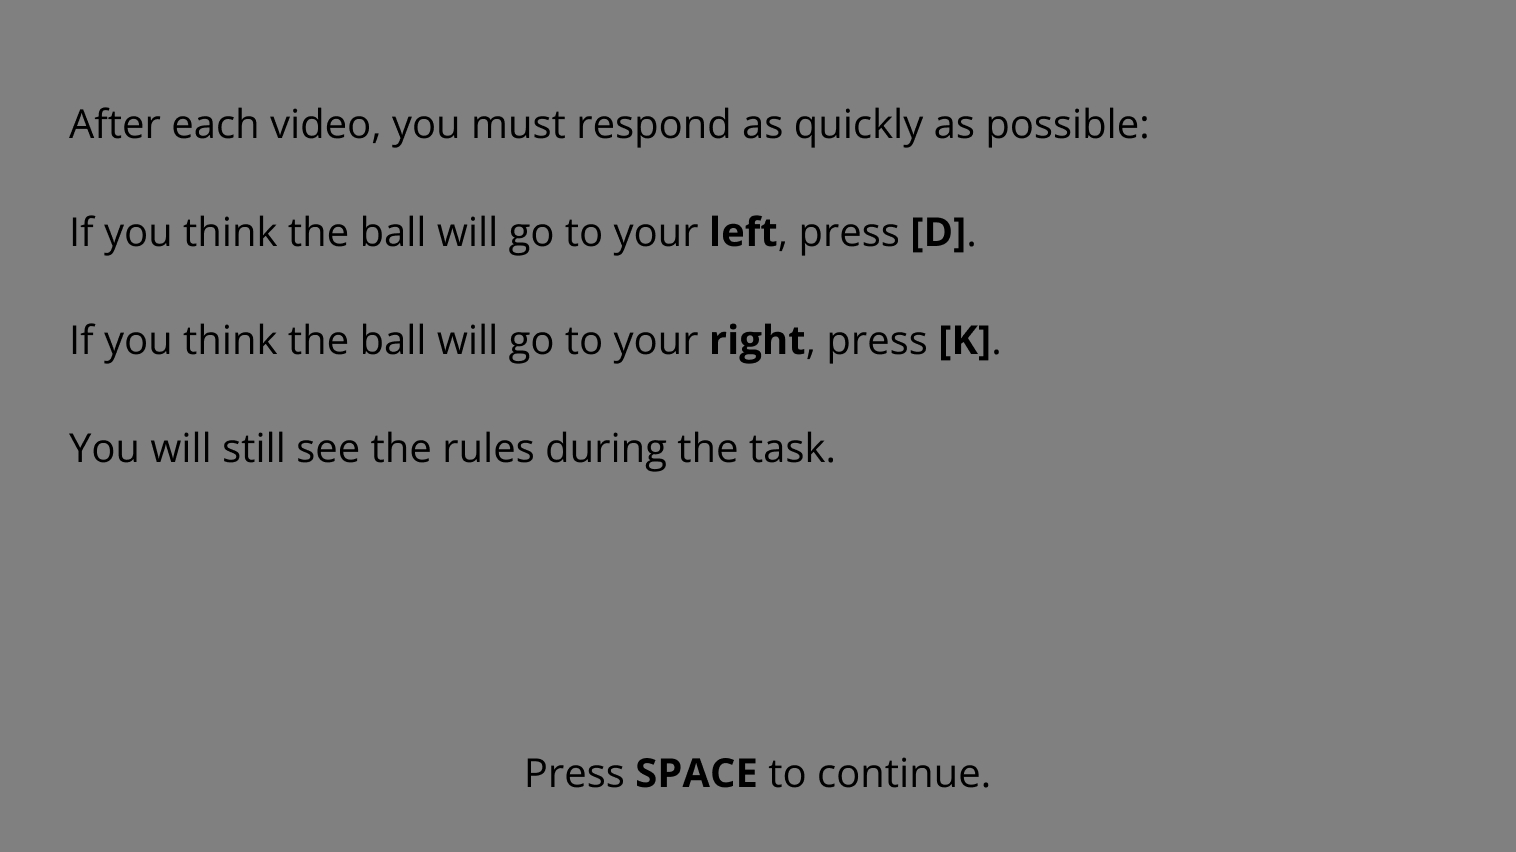 After each video, you must respond as quickly as possible:
If you think the ball will go to your left, press [D].
If you think the ball will go to your right, press [K].
You will still see the rules during the task.
Press SPACE to continue.